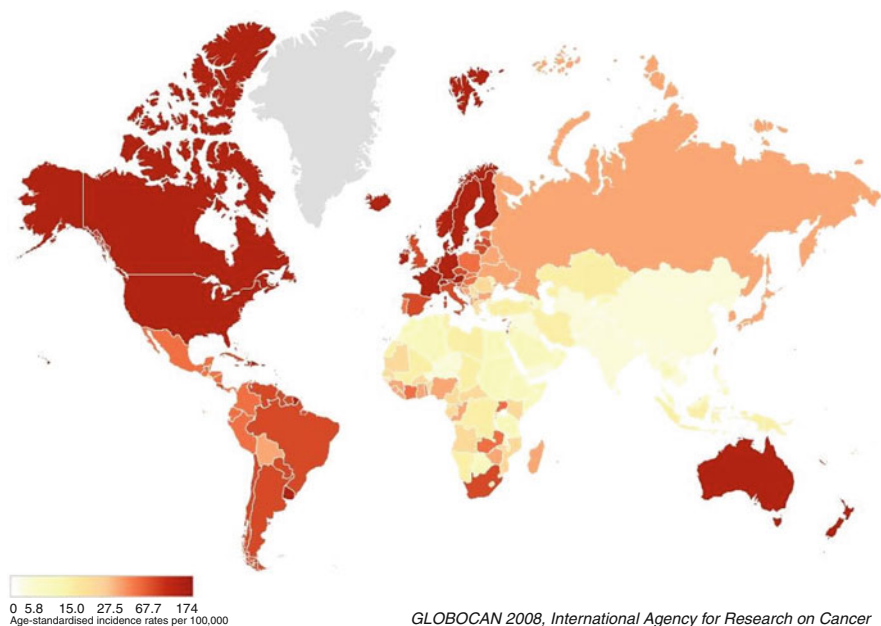 0 5.8 15.0 27.5 67.7 174
Age-standardised incidence rates per 100,000
GLOBOCAN 2008, International Agency for Research on Cancer